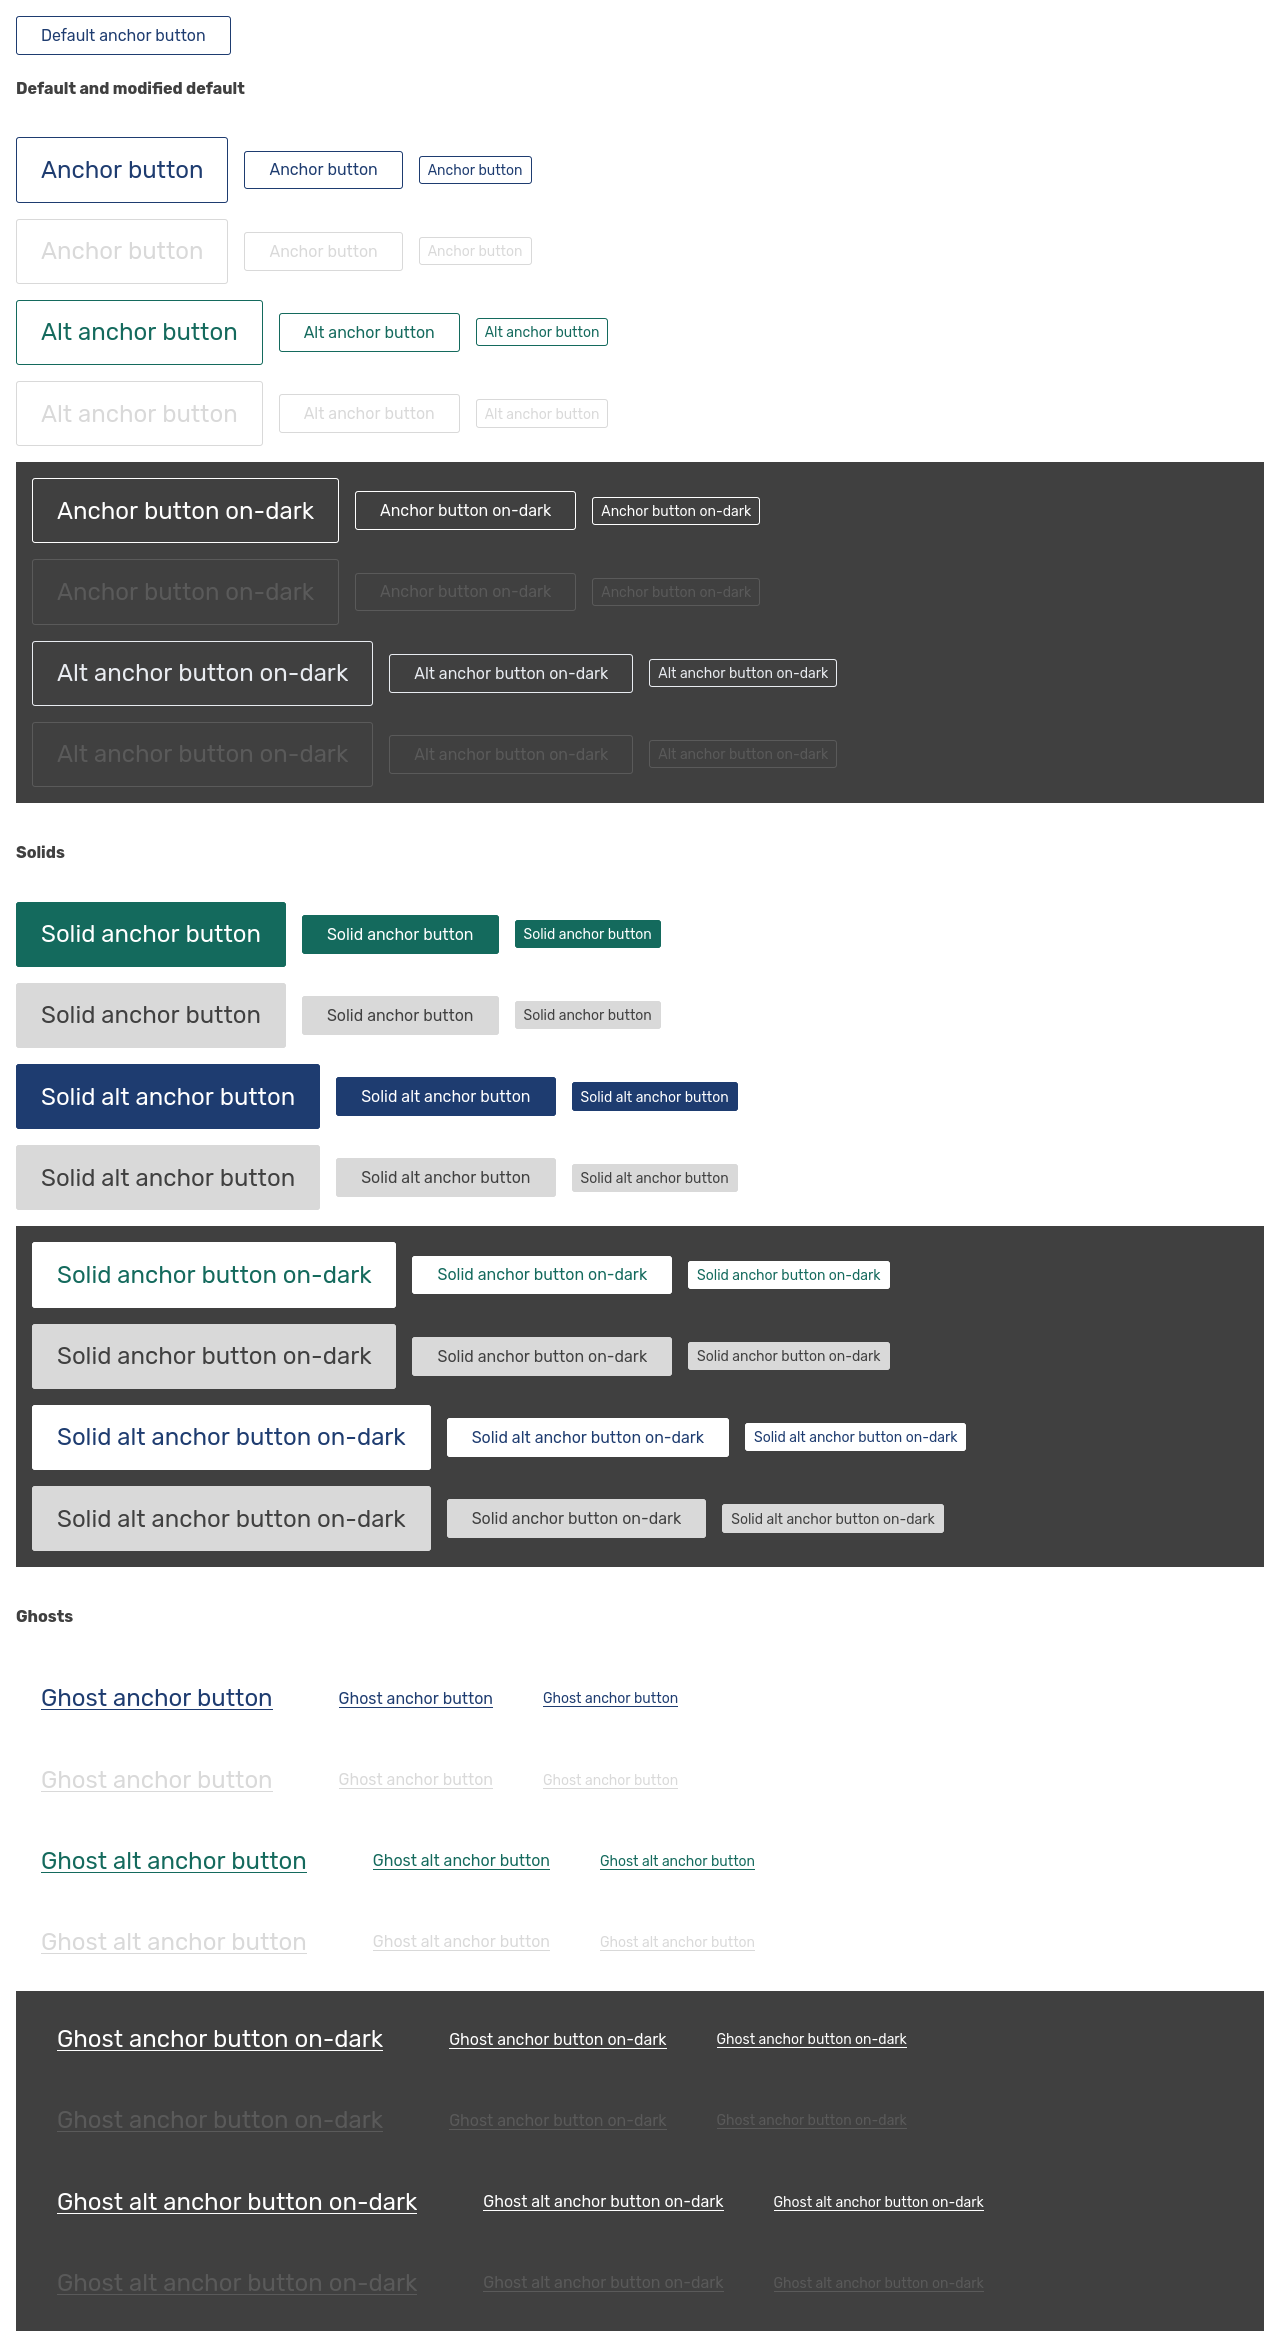 Default anchor button
Default and modified default
Anchor button Anchor button Anchor button
Anchor button Anchor button Anchor button
Alt anchor button Alt anchor button Alt anchor button
Alt anchor button Alt anchor button Alt anchor button
Anchor button on-dark Anchor button on-dark Anchor button on-dark
Anchor button on-dark Anchor button on-dark Anchor button on-dark
Alt anchor button on-dark Alt anchor button on-dark Alt anchor button on-dark
Alt anchor button on-dark Alt anchor button on-dark Alt anchor button on-dark
Solids
Solid anchor button Solid anchor button Solid anchor button
Solid anchor button Solid anchor button Solid anchor button
Solid alt anchor button Solid alt anchor button Solid alt anchor button
Solid alt anchor button Solid alt anchor button Solid alt anchor button
Solid anchor button on-dark Solid anchor button on-dark Solid anchor button on-dark
Solid anchor button on-dark Solid anchor button on-dark Solid anchor button on-dark
Solid alt anchor button on-dark Solid alt anchor button on-dark Solid alt anchor button on-dark
Solid alt anchor button on-dark Solid anchor button on-dark Solid alt anchor button on-dark
Ghosts
Ghost anchor button Ghost anchor button Ghost anchor button
Ghost anchor button Ghost anchor button Ghost anchor button
Ghost alt anchor button Ghost alt anchor button Ghost alt anchor button
Ghost alt anchor button Ghost alt anchor button Ghost alt anchor button
Ghost anchor button on-dark Ghost anchor button on-dark Ghost anchor button on-dark
Ghost anchor button on-dark Ghost anchor button on-dark Ghost anchor button on-dark
Ghost alt anchor button on-dark Ghost alt anchor button on-dark Ghost alt anchor button on-dark
Ghost alt anchor button on-dark Ghost alt anchor button on-dark Ghost alt anchor button on-dark